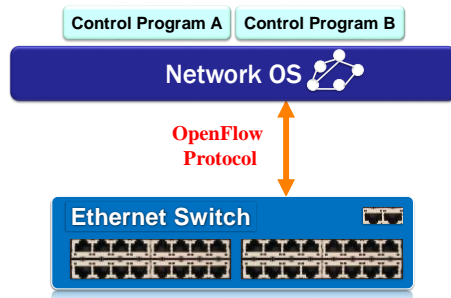 Control Program A
Control Program B
Network OS
OpenFlow
Protocol
Ethernet Switch